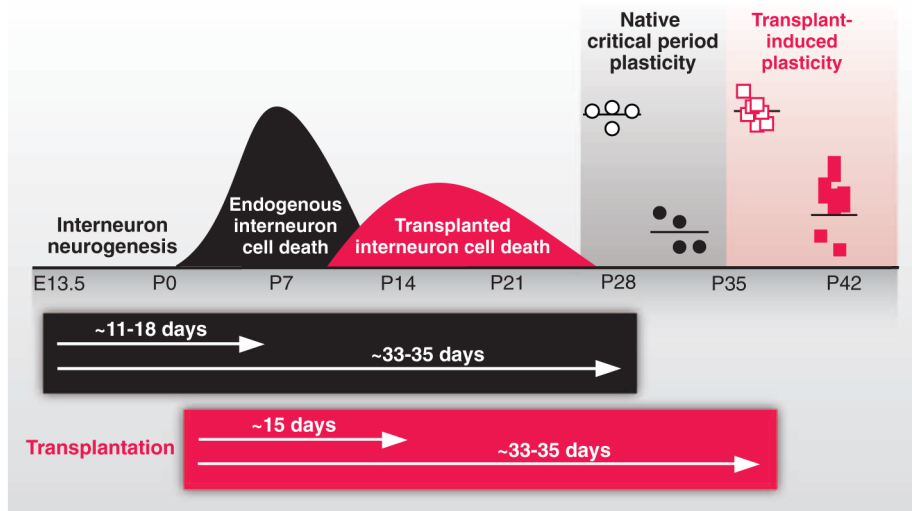 Native
critical period
plasticity
Transplant-
induced
plasticity
Interneuron
neurogenesis
Endogenous
interneuron
cell death
Transplanted
interneuron cell death
E13.5 P0 P7 P14 P21 P28 P35 P42
~11-18 days
~33-35 days
Transplantation
~15 days
~33-35 days